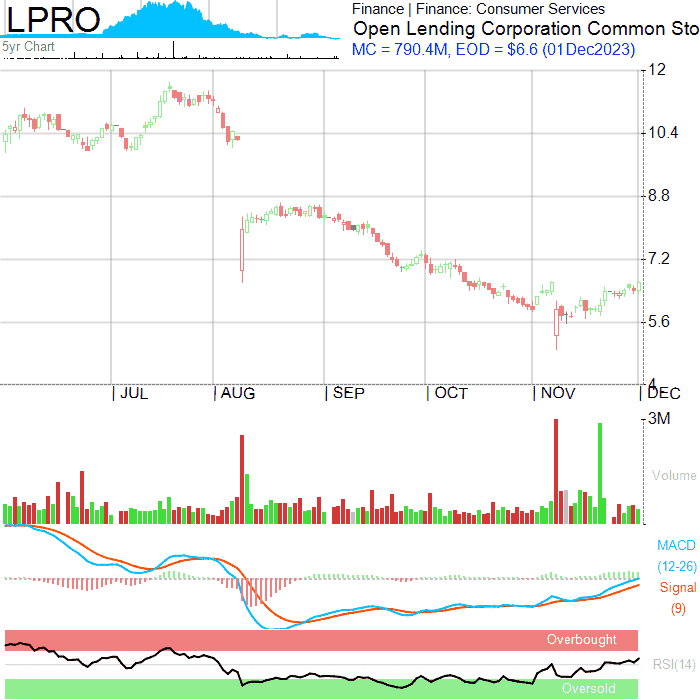 LPRO
5yr Chart
Finance | Finance: Consumer Services
Open Lending Corporation Common Sto
MC = 790.4M, EOD = $6.6 (01Dec2023)
12
10.4
8.8
7.2
5.6
4
| JUL | AUG | SEP | OCT | NOV | DEC
3M
Volume
MACD
(12-26)
Signal
(9)
Overbought
RSI(14)
Oversold